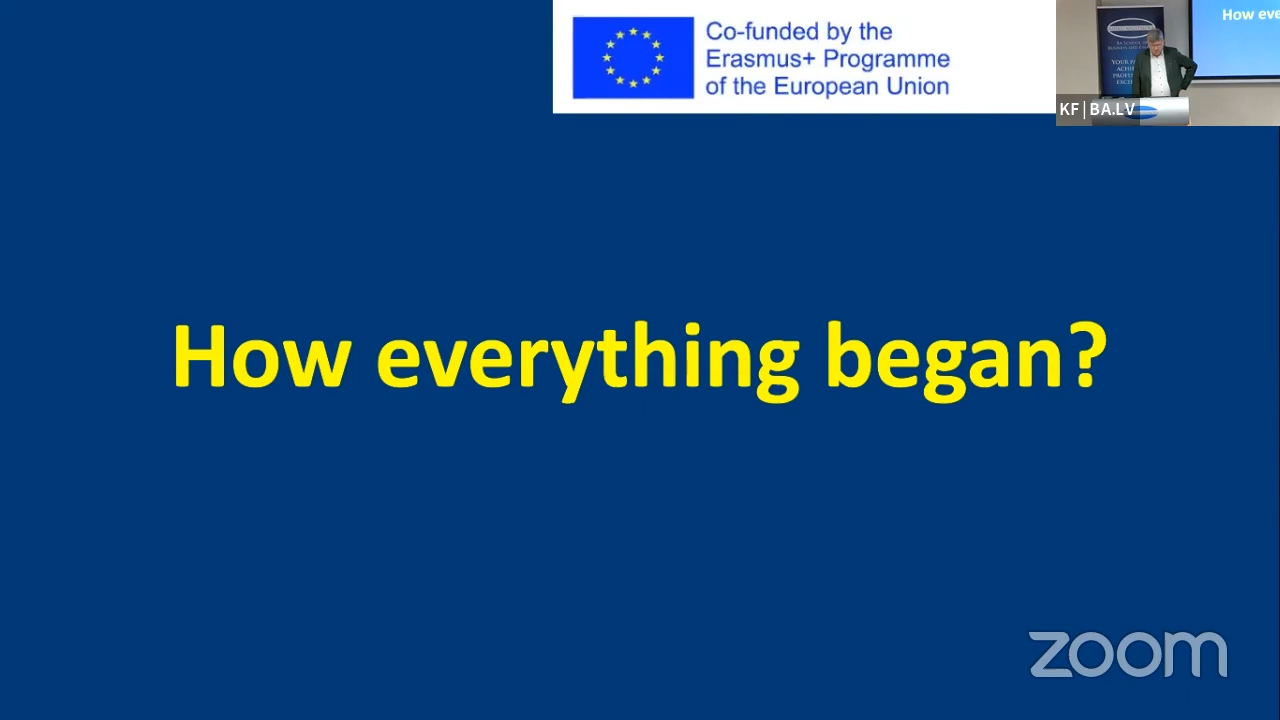 Co-funded by the
Erasmus+ Programme
of the European Union
How eve
KF|BA.LV
How everything began?
zoom